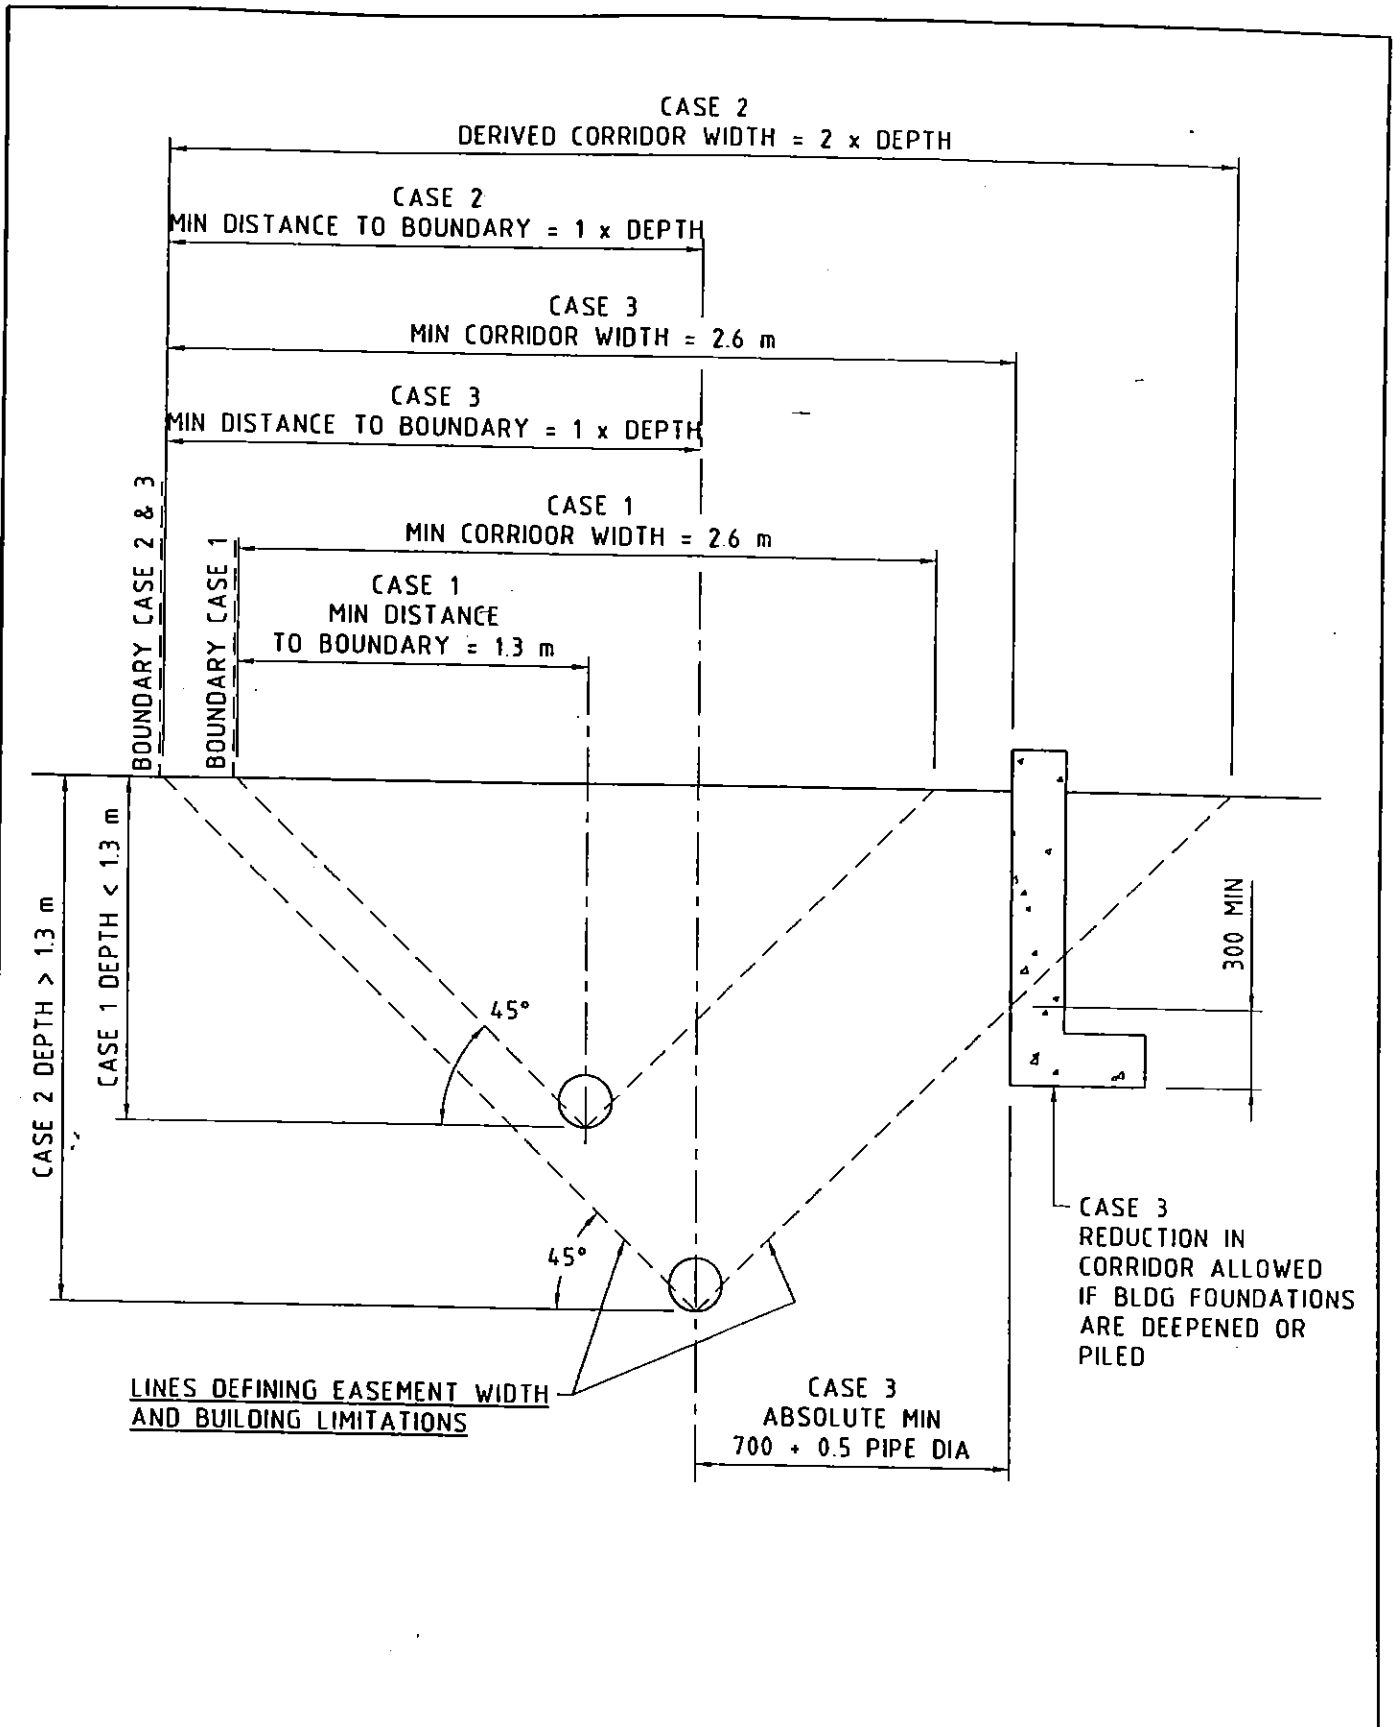 CASE 2
DERIVED CORRIDOR WIDTH = 2 x DEPTH
CASE 2
MIN DISTANCE TO BOUNDARY = 1 x DEPTH
CASE 3
MIN CORRIDOR WIDTH = 2.6 m
CASE 3
MIN DISTANCE TO BOUNDARY = 1 x DEPTH
CASE 1
MIN CORRIDOR WIDTH = 2.6 m
CASE 1
MIN DISTANCE
TO BOUNDARY = 1.3 m
BOUNDARY CASE 2 & 3
BOUNDARY CASE 1
CASE 2 DEPTH > 1.3 m
CASE 1 DEPTH < 1.3 m
45°
45°
300 MIN
CASE 3
REDUCTION IN
CORRIDOR ALLOWED
IF BLDG FOUNDATIONS
ARE DEEPENED OR
PILED
LINES DEFINING EASEMENT WIDTH
AND BUILDING LIMITATIONS
CASE 3
ABSOLUTE MIN
700 + 0.5 PIPE DIA